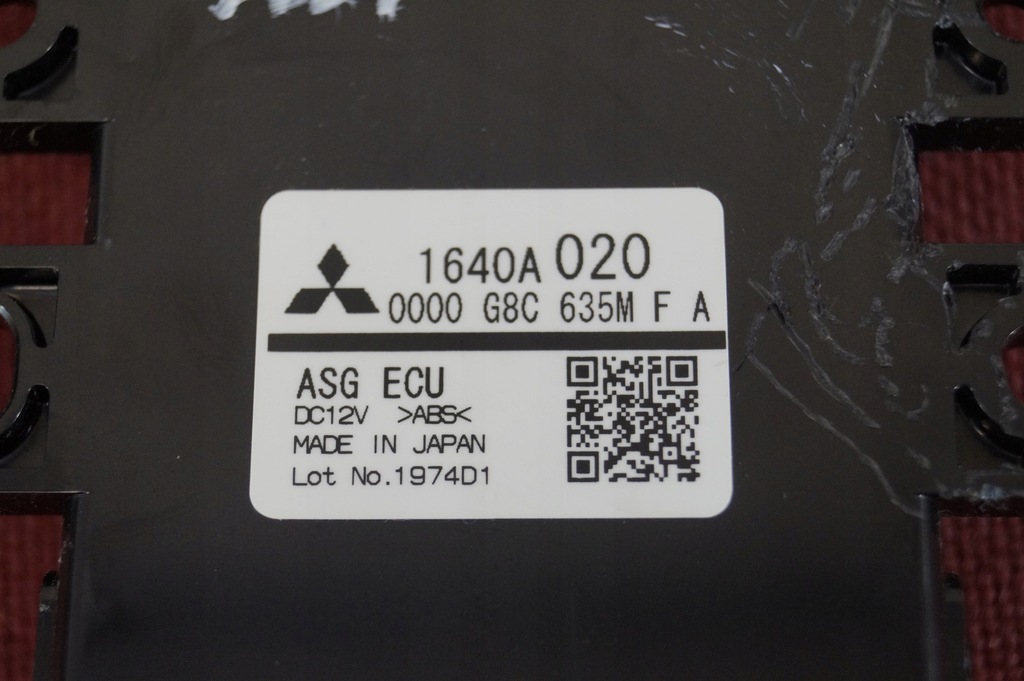 1640A 020
0000 G8C 635M F A
ASG ECU
DC12V >ABS<
MADE IN JAPAN
Lot No.1974D1